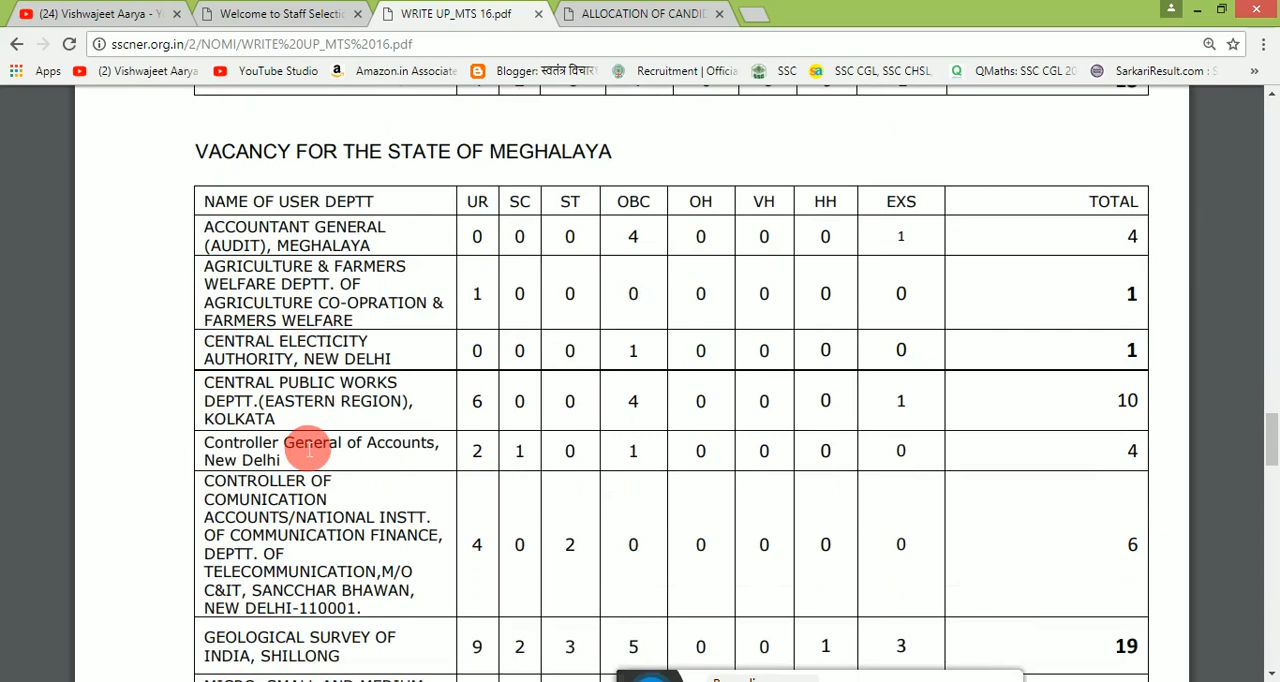 (24) Vishwajeet Aarya - Y
Welcome to Staff Selecti
WRITE UP_MTS 16.pdf
ALLOCATION OF CANDID
sscner.org.in/2/NOMI/WRITE%20UP_MTS%2016.pdf
Apps (2) Vishwajeet Aarya YouTube Studio Amazon.in Associate Blogger: स्वतंत्र विचार Recruitment | Officia SSC SSC CGL, SSC CHSL, QMaths: SSC CGL 20 SarkariResult.com : S »
VACANCY FOR THE STATE OF MEGHALAYA
NAME OF USER DEPTT UR SC ST OBC OH VH HH EXS TOTAL
ACCOUNTANT GENERAL
(AUDIT), MEGHALAYA 0 0 0 4 0 0 0 1 4
AGRICULTURE & FARMERS
WELFARE DEPTT. OF
AGRICULTURE CO-OPRATION &
FARMERS WELFARE 1 0 0 0 0 0 0 0 1
CENTRAL ELECTICITY
AUTHORITY, NEW DELHI 0 0 0 1 0 0 0 0 1
CENTRAL PUBLIC WORKS
DEPTT.(EASTERN REGION),
KOLKATA 6 0 0 4 0 0 0 1 10
Controller General of Accounts,
New Delhi 2 1 0 1 0 0 0 0 4
CONTROLLER OF
COMUNICATION
ACCOUNTS/NATIONAL INSTT.
OF COMMUNICATION FINANCE,
DEPTT. OF
TELECOMMUNICATION,M/O
C&IT, SANCCHAR BHAWAN,
NEW DELHI-110001. 4 0 2 0 0 0 0 0 6
GEOLOGICAL SURVEY OF
INDIA, SHILLONG 9 2 3 5 0 0 1 3 19